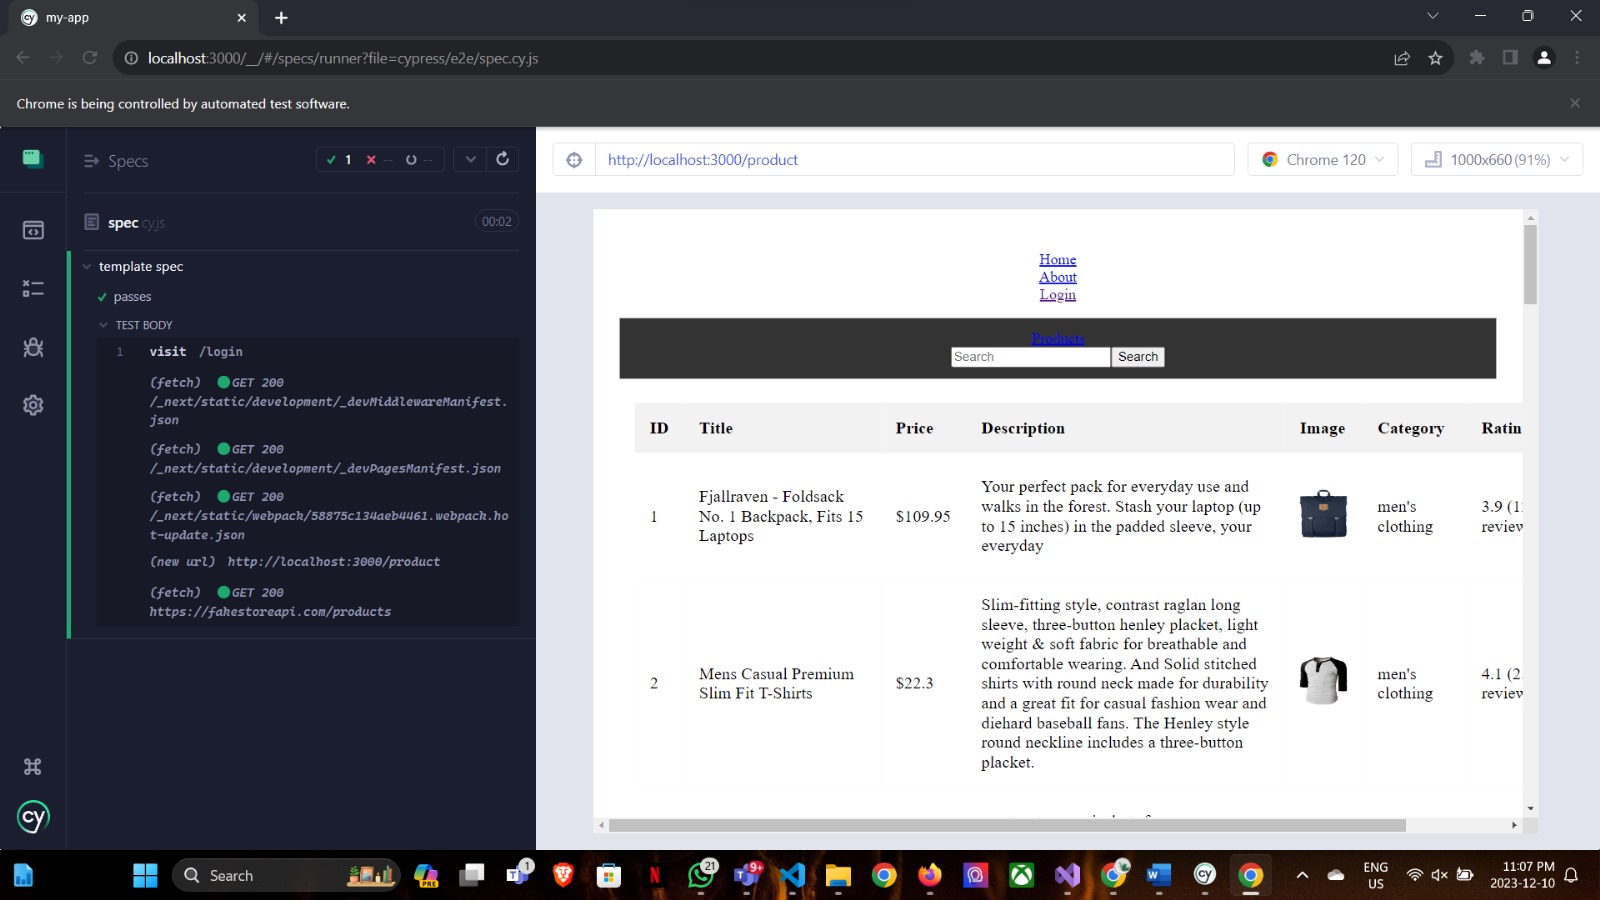 my-app
localhost:3000/__/#/specs/runner?file=cypress/e2e/spec.cy.js
Chrome is being controlled by automated test software.
Specs
1 -- --
http://localhost:3000/product
Chrome 120
1000x660 (91%)
spec.cy.js
00:02
template spec
passes
TEST BODY
1 visit /login
(fetch) GET 200
/_next/static/development/_devMiddlewareManifest.
json
(fetch) GET 200
/_next/static/development/_devPagesManifest.json
(fetch) GET 200
/_next/static/webpack/58875c134aeb4461.webpack.ho
t-update.json
(new url) http://localhost:3000/product
(fetch) GET 200
https://fakestoreapi.com/products
cy
Home
About
Login
Products
Search Search
ID Title Price Description Image Category Ratin
1
Fjallraven - Foldsack
No. 1 Backpack, Fits 15
Laptops
$109.95
Your perfect pack for everyday use and
walks in the forest. Stash your laptop (up
to 15 inches) in the padded sleeve, your
everyday
men's
clothing
3.9 (1
review
2
Mens Casual Premium
Slim Fit T-Shirts
$22.3
Slim-fitting style, contrast raglan long
sleeve, three-button henley placket, light
weight & soft fabric for breathable and
comfortable wearing. And Solid stitched
shirts with round neck made for durability
and a great fit for casual fashion wear and
diehard baseball fans. The Henley style
round neckline includes a three-button
placket.
men's
clothing
4.1 (2
review
Search
PRE
1
21
9+
ENG
US
11:07 PM
2023-12-10